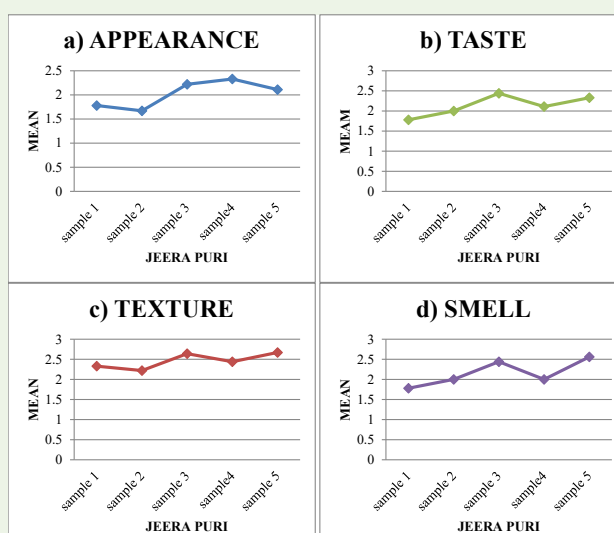 a) APPEARANCE
2.5
2
1.5
1
0.5
0
MEAN
sample 1
sample 2
sample 3
sample4
sample 5
JEERA PURI
b) TASTE
3
2.5
2
1.5
1
0.5
0
MEAM
sample 1
sample 2
sample 3
sample4
sample 5
JEERA PURI
c) TEXTURE
3
2.5
2
1.5
1
0.5
0
MEAN
sample 1
sample 2
sample 3
sample4
sample 5
JEERA PURI
d) SMELL
3
2.5
2
1.5
1
0.5
0
MEAN
sample 1
sample 2
sample 3
sample4
sample 5
JEERA PURI